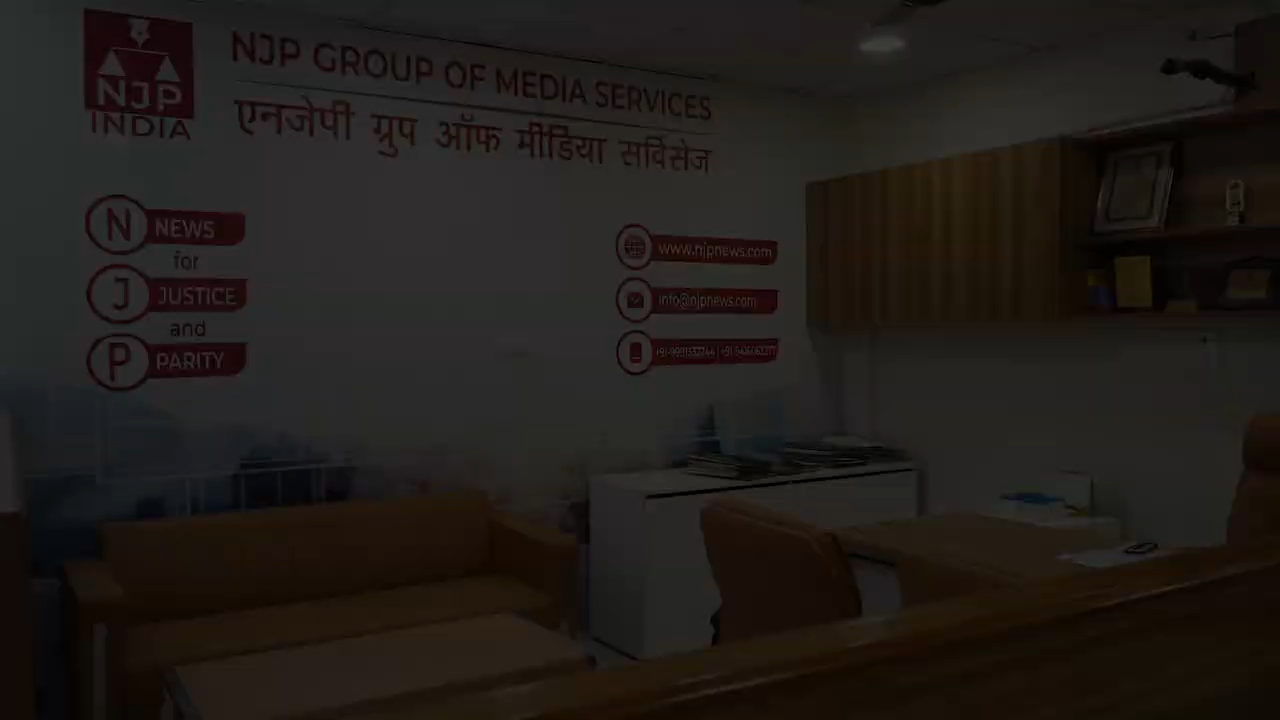 NJP
INDIA
NJP GROUP OF MEDIA SERVICES
एनजेपी ग्रुप ऑफ मीडिया सर्विसेज
N NEWS
for
J JUSTICE
and
P PARITY
www.njpnews.com
info@njpnews.com